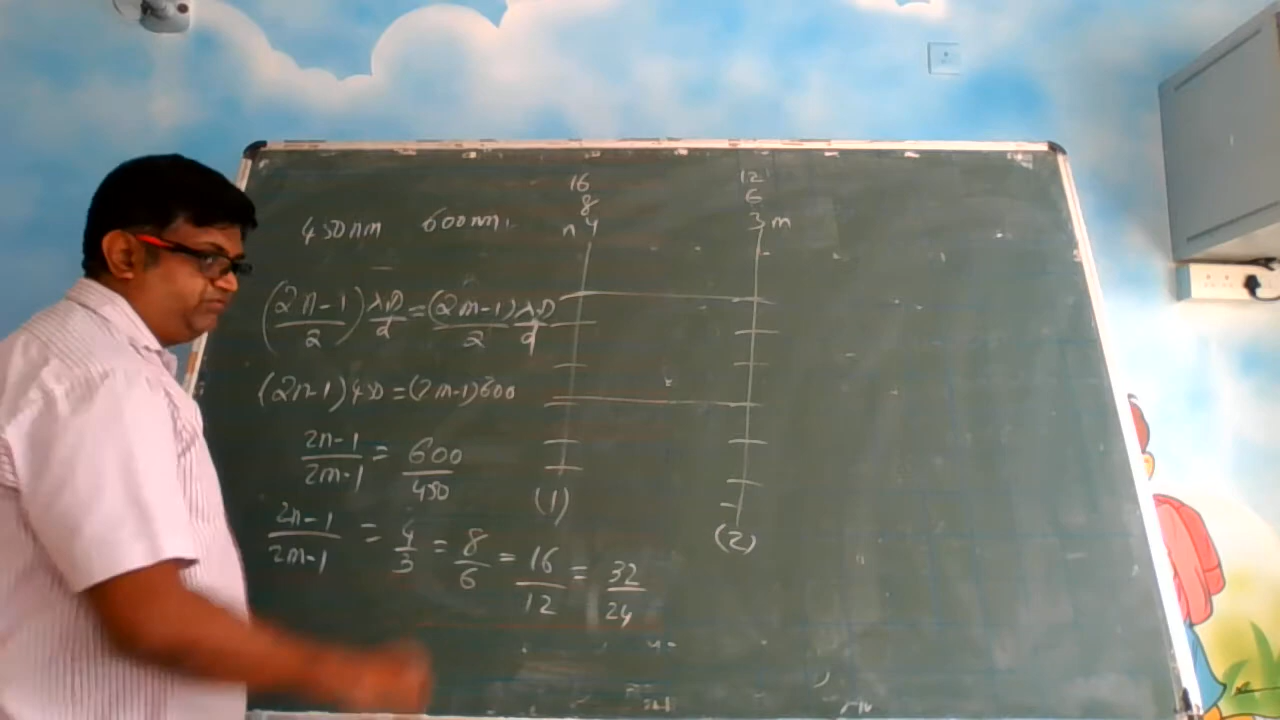 16 12
8 6
450nm 600nm. n 4 3 m
(2n-1/2) λD/d = (2m-1)/2 λD/d
(2n-1) 450 = (2m-1) 600
2n-1/2m-1 = 600/450
(1)
(2)
2n-1/2m-1 = 4/3 = 8/6 = 16/12 = 32/24